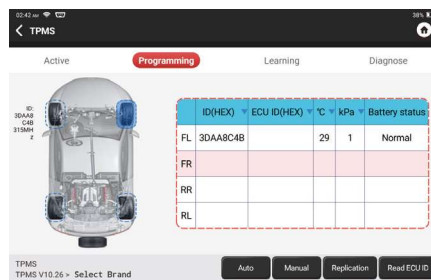 02:42 AM
38%
TPMS
Active Programming Learning Diagnose
ID:
3DAA8
C4B
315MH
z
ID(HEX) ECU ID(HEX) ℃ kPa Battery status
FL 3DAA8C4B 29 1 Normal
FR
RR
RL
TPMS
TPMS V10.26 > Select Brand
Auto Manual Replication Read ECU ID